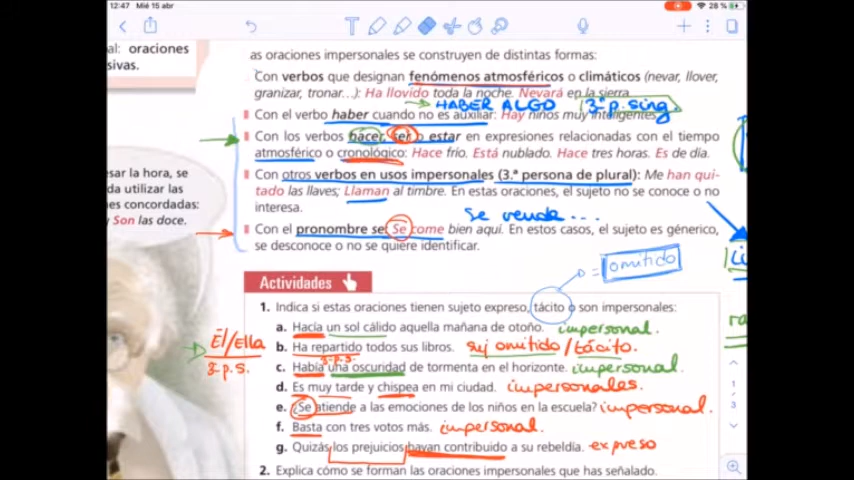 12:47 Mié 15 abr
28 %
al: oraciones
sivas.
as oraciones impersonales se construyen de distintas formas:
Con verbos que designan fenómenos atmosféricos o climáticos (nevar, llover,
granizar, tronar...): Ha llovido toda la noche. Nevará en la sierra.
HABER ALGO 3ª p. sing.
Con el verbo haber cuando no es auxiliar: Hay niños muy inteligentes.
Con los verbos hacer, ser o estar en expresiones relacionadas con el tiempo
atmosférico o cronológico: Hace frío. Está nublado. Hace tres horas. Es de día.
esar la hora, se
da utilizar las
nes concordadas:
Son las doce.
Con otros verbos en usos impersonales (3.ª persona de plural): Me han qui-
tado las llaves; Llaman al timbre. En estas oraciones, el sujeto no se conoce o no
interesa.
se vende...
Con el pronombre se: Se come bien aquí. En estos casos, el sujeto es genérico,
se desconoce o no se quiere identificar.
= omitido
Actividades
1. Indica si estas oraciones tienen sujeto expreso, tácito o son impersonales:
a. Hacía un sol cálido aquella mañana de otoño. impersonal.
Él/Ella
3.p.s.
b. Ha repartido todos sus libros. suj omitido/tácito.
3.p.s.
c. Había una oscuridad de tormenta en el horizonte. impersonal.
d. Es muy tarde y chispea en mi ciudad. impersonales.
e. ¿Se atiende a las emociones de los niños en la escuela? impersonal.
f. Basta con tres votos más. impersonal.
g. Quizás los prejuicios hayan contribuido a su rebeldía. expreso
2. Explica cómo se forman las oraciones impersonales que has señalado.
1
3